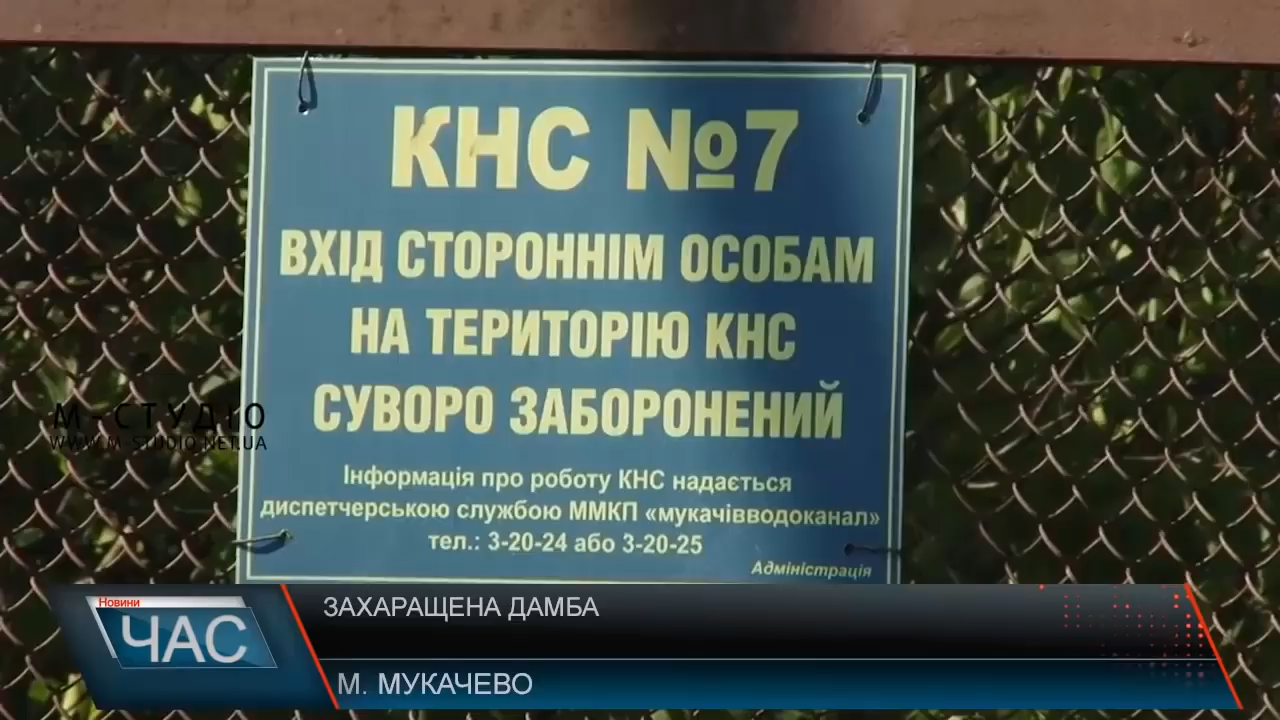 КНС №7
ВХІД СТОРОННІМ ОСОБАМ
НА ТЕРИТОРІЮ КНС
СУВОРО ЗАБОРОНЕНИЙ
Інформація про роботу КНС надається
диспетчерською службою ММКП «мукачівводоканал»
тел.: 3-20-24 або 3-20-25
Адміністрація
М-СТУДІО
WWW.M-STUDIO.NET.UA
Новини
ЧАС
ЗАХАРАЩЕНА ДАМБА
М. МУКАЧЕВО